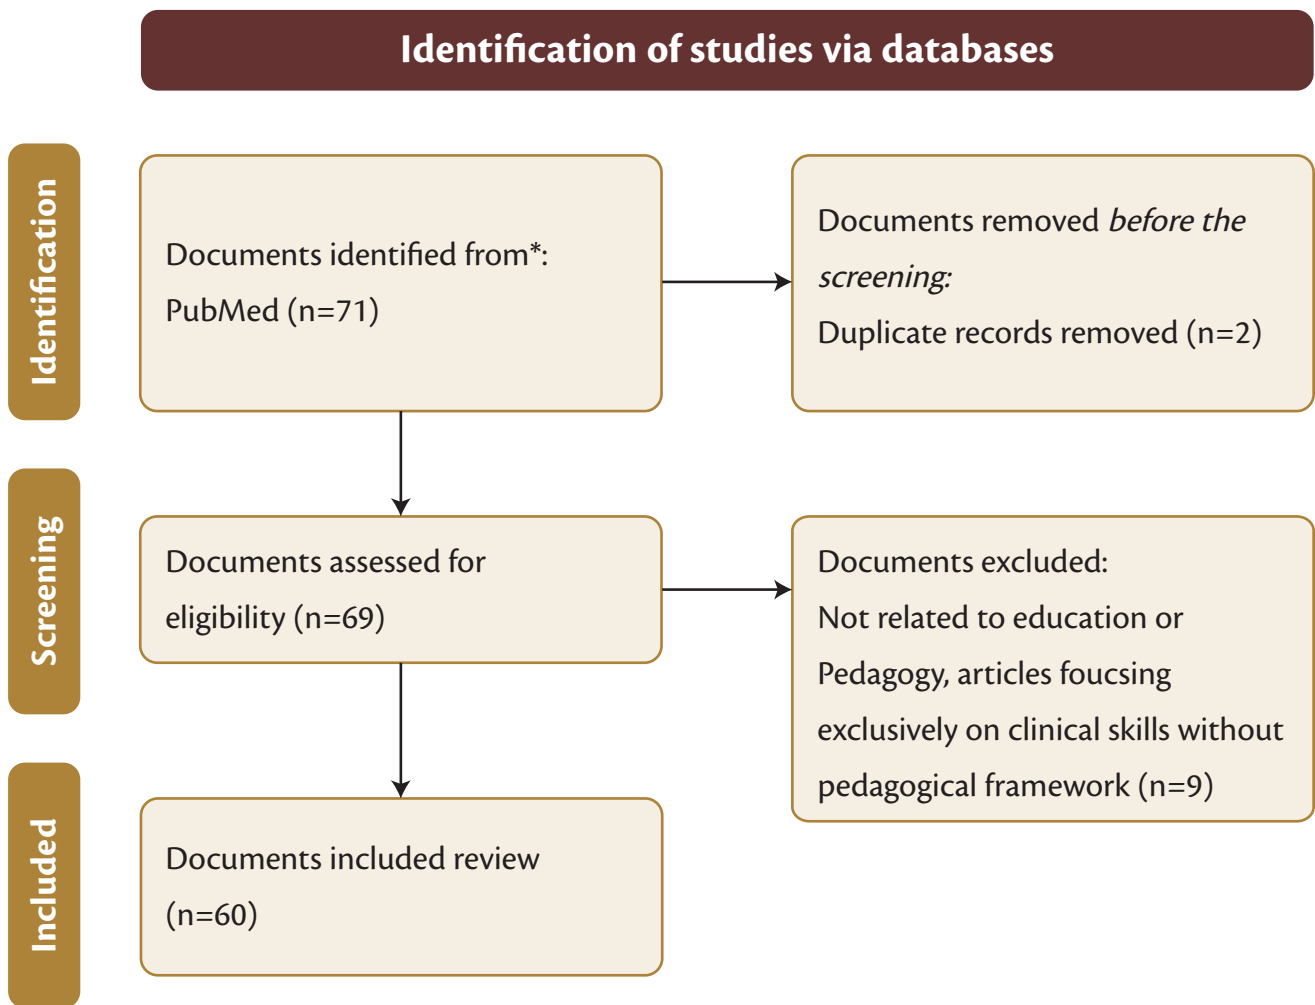 Identification of studies via databases
Identification
Documents identified from*:
PubMed (n=71)
Documents removed before the
screening:
Duplicate records removed (n=2)
Screening
Documents assessed for
eligibility (n=69)
Documents excluded:
Not related to education or
Pedagogy, articles foucsing
exclusively on clinical skills without
pedagogical framework (n=9)
Included
Documents included review
(n=60)